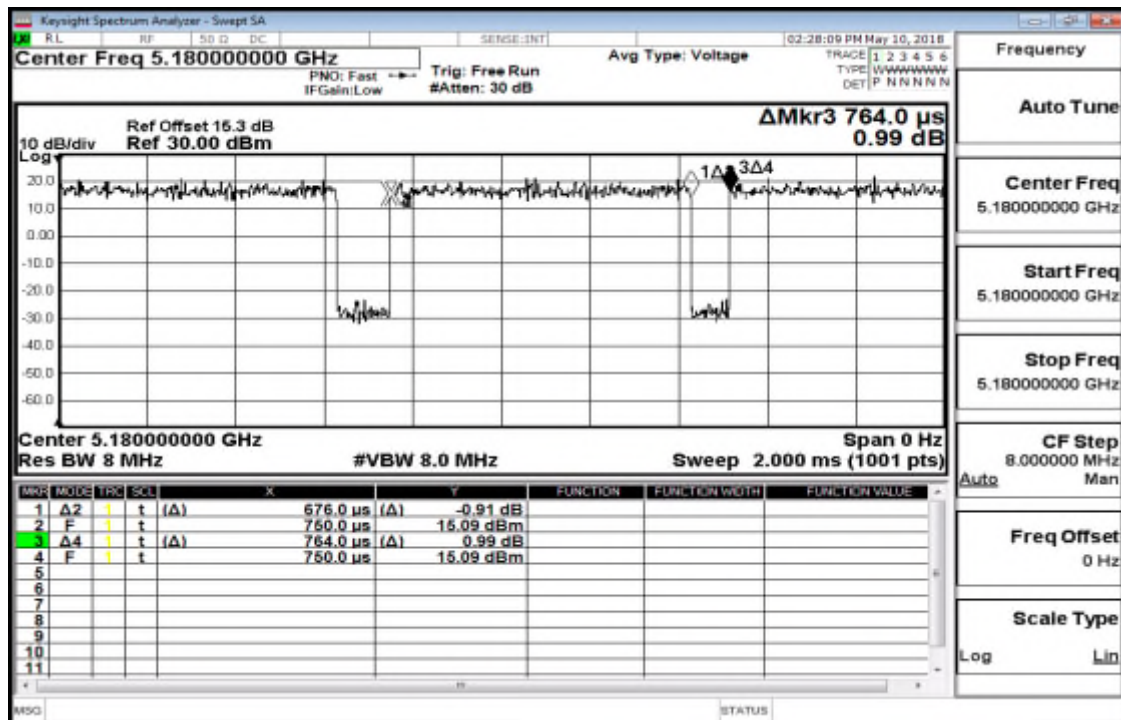 Keysight Spectrum Analyzer - Swept SA
RL RF 50 Ω DC SENSE:INT 02:28:09 PM May 10, 2018
Center Freq 5.180000000 GHz
Avg Type: Voltage
TRACE 1 2 3 4 5 6
TYPE WWWWWWW
DET P N N N N N
PNO: Fast
IFGain:Low
Trig: Free Run
#Atten: 30 dB
ΔMkr3 764.0 µs
0.99 dB
Ref Offset 15.3 dB
10 dB/div Ref 30.00 dBm
Log
20.0
10.0
0.00
-10.0
-20.0
-30.0
-40.0
-50.0
-60.0
3Δ4
Center 5.180000000 GHz Span 0 Hz
Res BW 8 MHz #VBW 8.0 MHz Sweep 2.000 ms (1001 pts)
MKR MODE TRC SCL X Y FUNCTION FUNCTION WIDTH FUNCTION VALUE
1 Δ2 1 t (Δ) 676.0 µs (Δ) -0.91 dB
2 F 1 t 750.0 µs 15.09 dBm
3 Δ4 1 t (Δ) 764.0 µs (Δ) 0.99 dB
4 F 1 t 750.0 µs 15.09 dBm
5
6
7
8
9
10
11
MSG STATUS
Frequency
Auto Tune
Center Freq
5.180000000 GHz
Start Freq
5.180000000 GHz
Stop Freq
5.180000000 GHz
CF Step
8.000000 MHz
Auto Man
Freq Offset
0 Hz
Scale Type
Log Lin